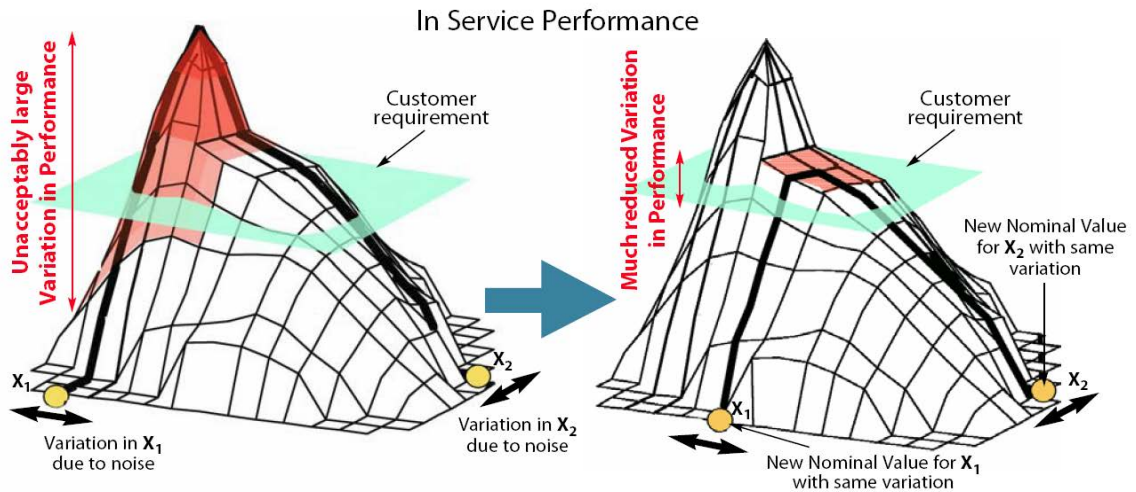 In Service Performance
Unacceptably large
Variation in Performance
Customer
requirement
X₁
Variation in X₁
due to noise
X₂
Variation in X₂
due to noise
Much reduced Variation
in Performance
Customer
requirement
New Nominal Value
for X₂ with same
variation
X₁
X₂
New Nominal Value for X₁
with same variation